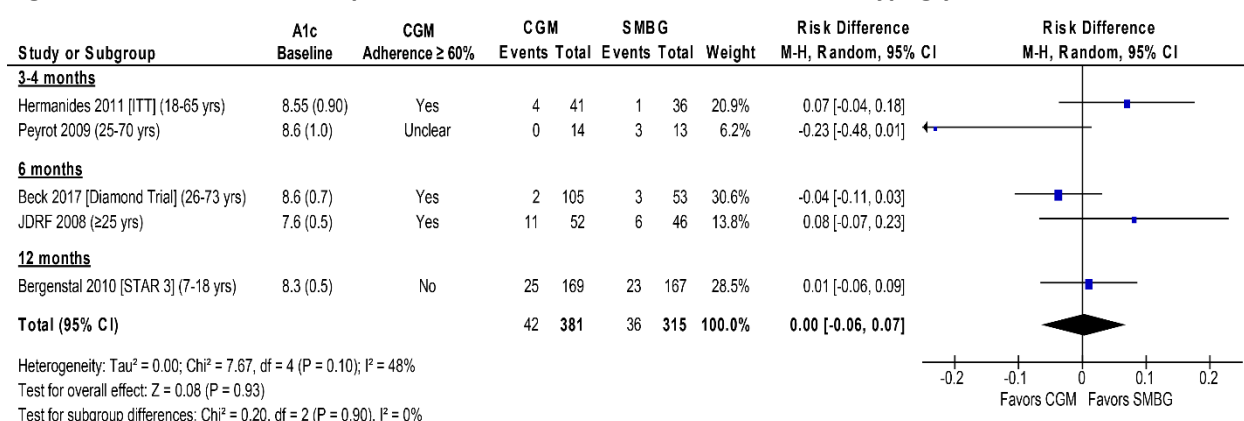 A1c CGM CGM SMBG Risk Difference Risk Difference
Study or Subgroup Baseline Adherence ≥ 60% Events Total Events Total Weight M-H, Random, 95% CI M-H, Random, 95% CI
3-4 months
Hermanides 2011 [ITT] (18-65 yrs) 8.55 (0.90) Yes 4 41 1 36 20.9% 0.07 [-0.04, 0.18]
Peyrot 2009 (25-70 yrs) 8.6 (1.0) Unclear 0 14 3 13 6.2% -0.23 [-0.48, 0.01]
6 months
Beck 2017 [Diamond Trial] (26-73 yrs) 8.6 (0.7) Yes 2 105 3 53 30.6% -0.04 [-0.11, 0.03]
JDRF 2008 (≥25 yrs) 7.6 (0.5) Yes 11 52 6 46 13.8% 0.08 [-0.07, 0.23]
12 months
Bergenstal 2010 [STAR 3] (7-18 yrs) 8.3 (0.5) No 25 169 23 167 28.5% 0.01 [-0.06, 0.09]
Total (95% CI) 42 381 36 315 100.0% 0.00 [-0.06, 0.07]
Heterogeneity: Tau² = 0.00; Chi² = 7.67, df = 4 (P = 0.10); I² = 48%
Test for overall effect: Z = 0.08 (P = 0.93)
Test for subgroup differences: Chi² = 0.20, df = 2 (P = 0.90), I² = 0%
-0.2 -0.1 0 0.1 0.2
Favors CGM Favors SMBG